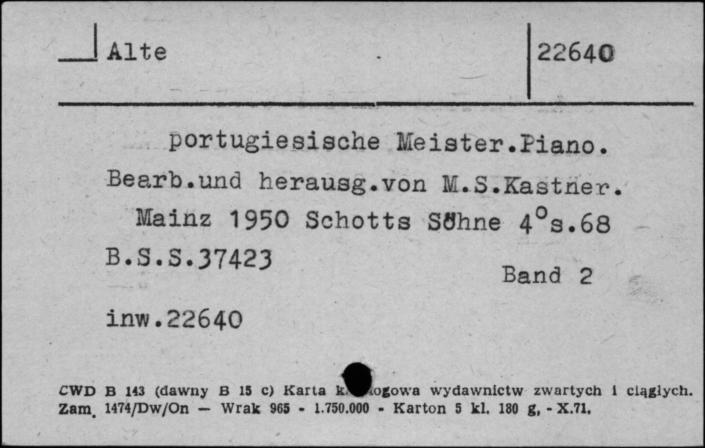 Alte 22640
portugiesische Meister.Piano.
Bearb.und herausg.von M.S.Kastner.
Mainz 1950 Schotts Söhne 4°s.68
B.S.S.37423
Band 2
inw.22640
CWD B 143 (dawny B 15 c) Karta wydawnictw zwartych i ciągłych.
Zam. 1474/Dw/On — Wrak 965 - 1.750.000 - Karton 5 kl. 180 g, - X.71.